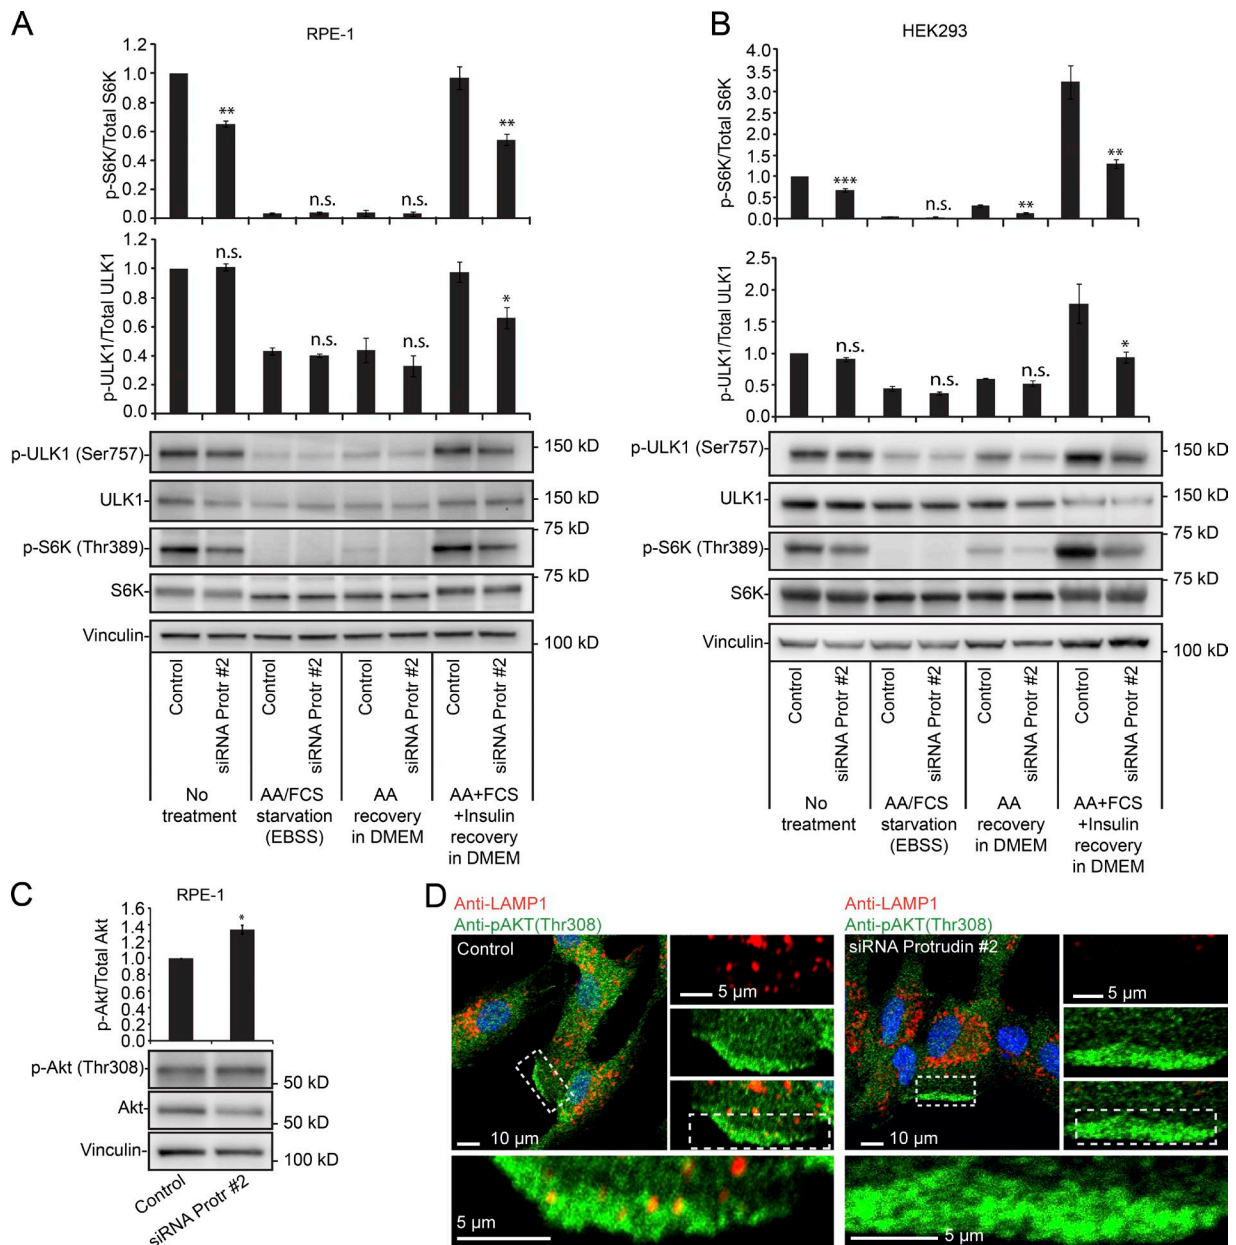 A
RPE-1
p-S6K/Total S6K
1.2
1.0
0.8
0.6
0.4
0.2
0.0
**
n.s.
n.s.
**
p-ULK1/Total ULK1
1.2
1.0
0.8
0.6
0.4
0.2
0.0
n.s.
n.s.
n.s.
*
p-ULK1 (Ser757)
150 kD
ULK1
150 kD
75 kD
p-S6K (Thr389)
75 kD
S6K
Vinculin
100 kD
Control
siRNA Protr #2
Control
siRNA Protr #2
Control
siRNA Protr #2
Control
siRNA Protr #2
No
treatment
AA/FCS
starvation
(EBSS)
AA
recovery
in DMEM
AA+FCS
+Insulin
recovery
in DMEM
B
HEK293
p-S6K/Total S6K
4.0
3.5
3.0
2.5
2.0
1.5
1.0
0.5
0.0
***
n.s.
**
**
p-ULK1/Total ULK1
2.5
2.0
1.5
1.0
0.5
0.0
n.s.
n.s.
n.s.
*
p-ULK1 (Ser757)
150 kD
ULK1
150 kD
75 kD
p-S6K (Thr389)
75 kD
S6K
Vinculin
100 kD
Control
siRNA Protr #2
Control
siRNA Protr #2
Control
siRNA Protr #2
Control
siRNA Protr #2
No
treatment
AA/FCS
starvation
(EBSS)
AA
recovery
in DMEM
AA+FCS
+Insulin
recovery
in DMEM
C
RPE-1
p-Akt/Total Akt
1.6
1.4
1.2
1.0
0.8
0.6
0.4
0.2
0.0
*
p-Akt (Thr308)
50 kD
Akt
50 kD
Vinculin
100 kD
Control
siRNA Protr #2
D
Anti-LAMP1
Anti-pAKT(Thr308)
Control
5 µm
10 µm
5 µm
Anti-LAMP1
Anti-pAKT(Thr308)
siRNA Protrudin #2
5 µm
10 µm
5 µm